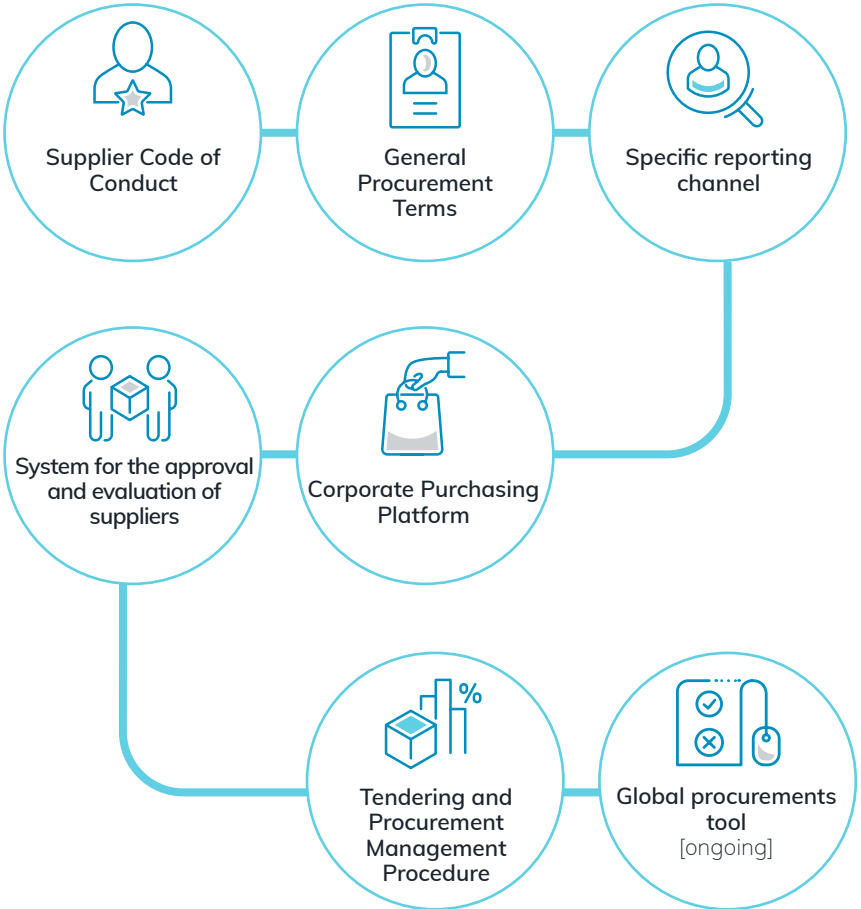 Supplier Code of
Conduct
General
Procurement
Terms
Specific reporting
channel
System for the approval
and evaluation of
suppliers
Corporate Purchasing
Platform
%
Tendering and
Procurement
Management
Procedure
Global procurements
tool
[ongoing]